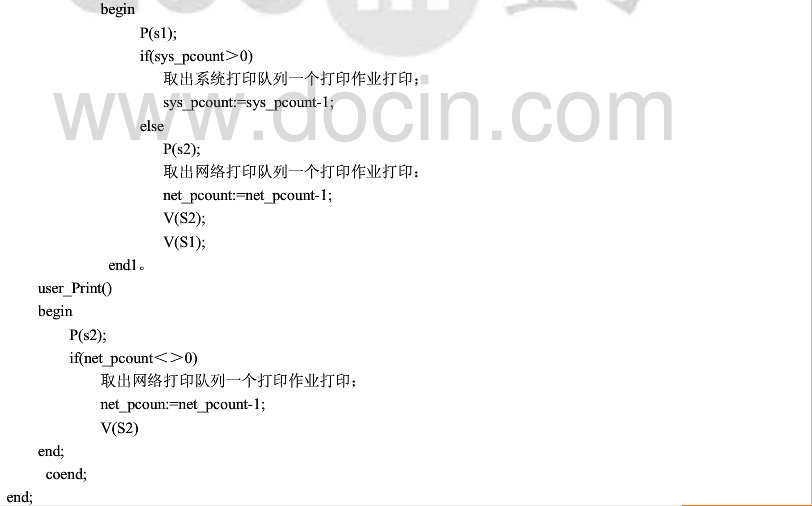 begin
P(s1);
if(sys_pcount＞0)
取出系统打印队列一个打印作业打印;
sys_pcount:=sys_pcount-1;
www.docin.com
else
P(s2);
取出网络打印队列一个打印作业打印:
net_pcount:=net_pcount-1;
V(S2);
V(S1);
end1。
user_Print()
begin
P(s2);
if(net_pcount＜＞0)
取出网络打印队列一个打印作业打印;
net_pcoun:=net_pcount-1;
V(S2)
end;
coend;
end;